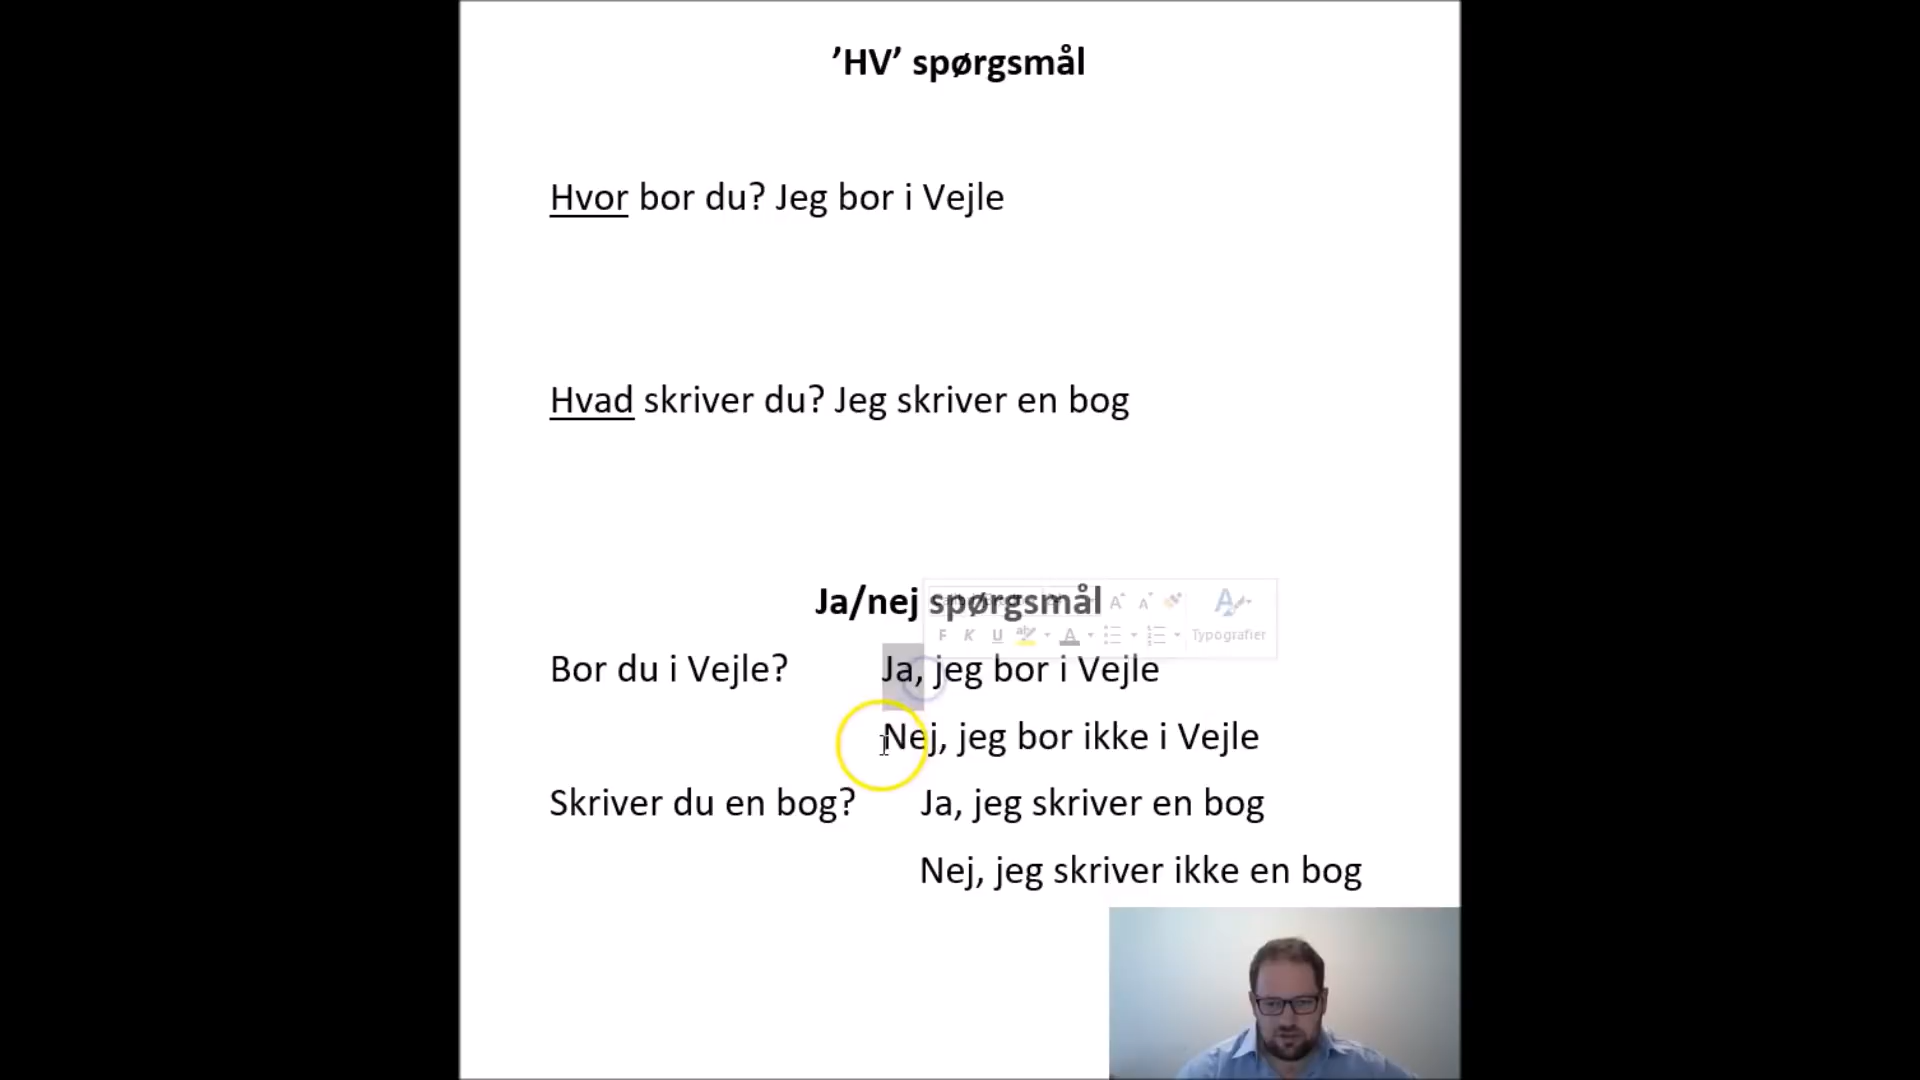 ’HV’ spørgsmål
Hvor bor du? Jeg bor i Vejle
Hvad skriver du? Jeg skriver en bog
Ja/nej spørgsmål
F K U A Typografier
Bor du i Vejle? Ja, jeg bor i Vejle
Nej, jeg bor ikke i Vejle
Skriver du en bog? Ja, jeg skriver en bog
Nej, jeg skriver ikke en bog